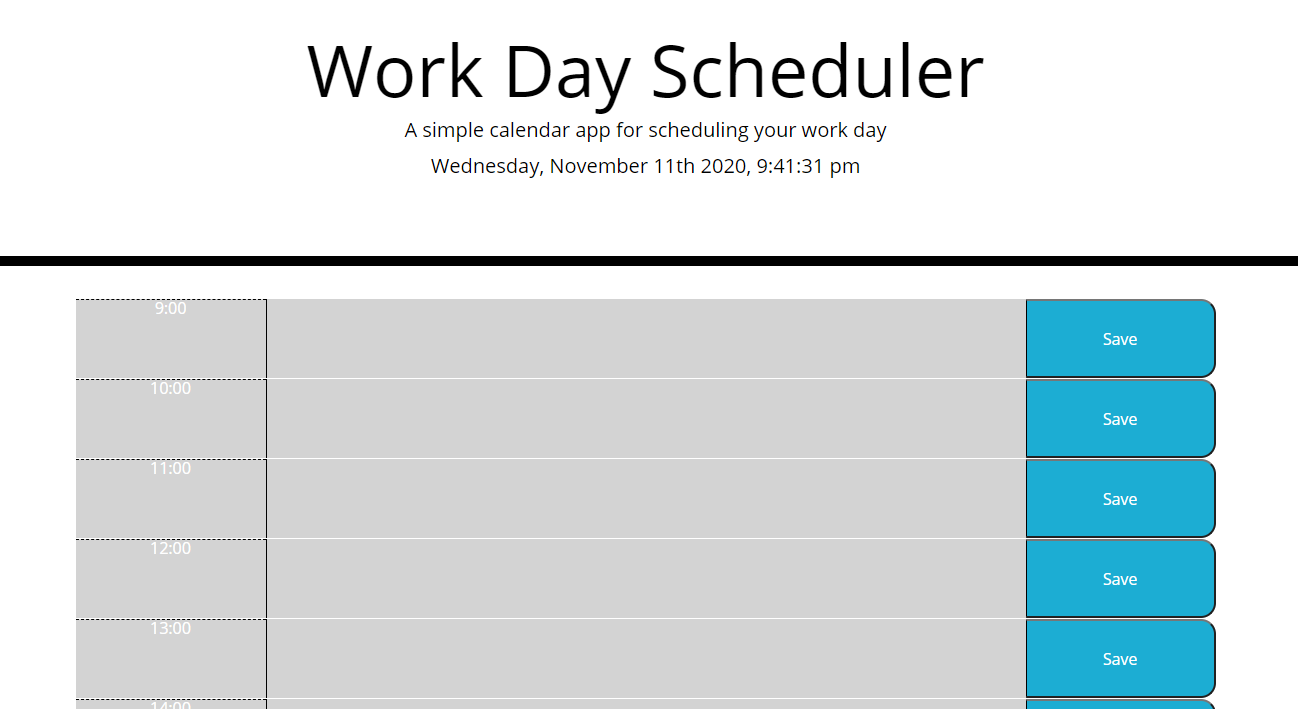 Work Day Scheduler
A simple calendar app for scheduling your work day
Wednesday, November 11th 2020, 9:41:31 pm
9:00
Save
10:00
Save
11:00
Save
12:00
Save
13:00
Save
14:00